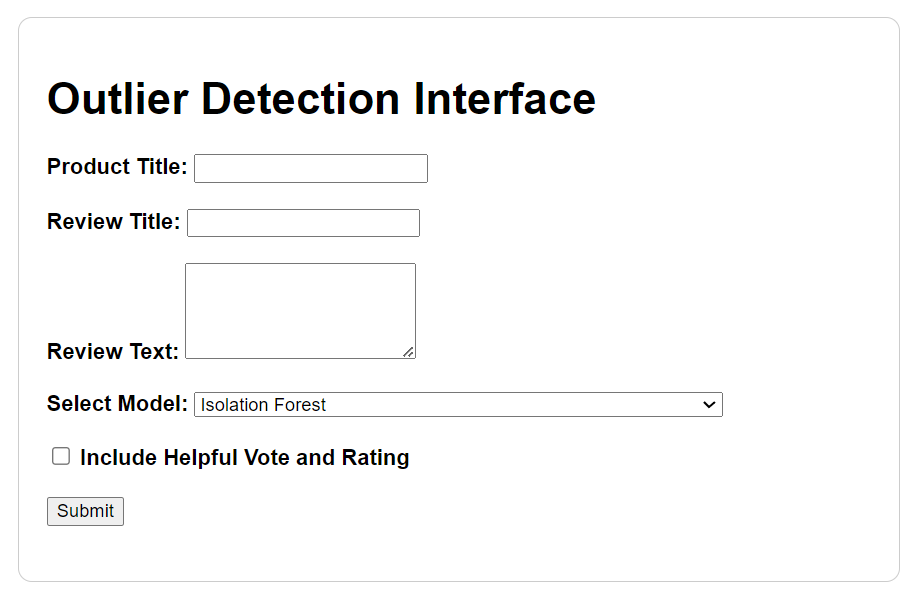 Outlier Detection Interface
Product Title:
Review Title:
Review Text:
Select Model: Isolation Forest
Include Helpful Vote and Rating
Submit